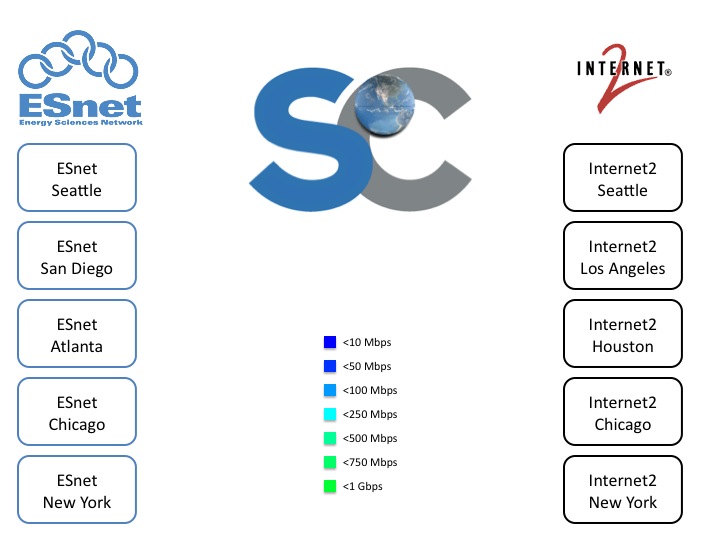 ESnet
Energy Sciences Network
SC
INTERNET®
2
ESnet
Seattle
ESnet
San Diego
ESnet
Atlanta
ESnet
Chicago
ESnet
New York
<10 Mbps
<50 Mbps
<100 Mbps
<250 Mbps
<500 Mbps
<750 Mbps
<1 Gbps
Internet2
Seattle
Internet2
Los Angeles
Internet2
Houston
Internet2
Chicago
Internet2
New York